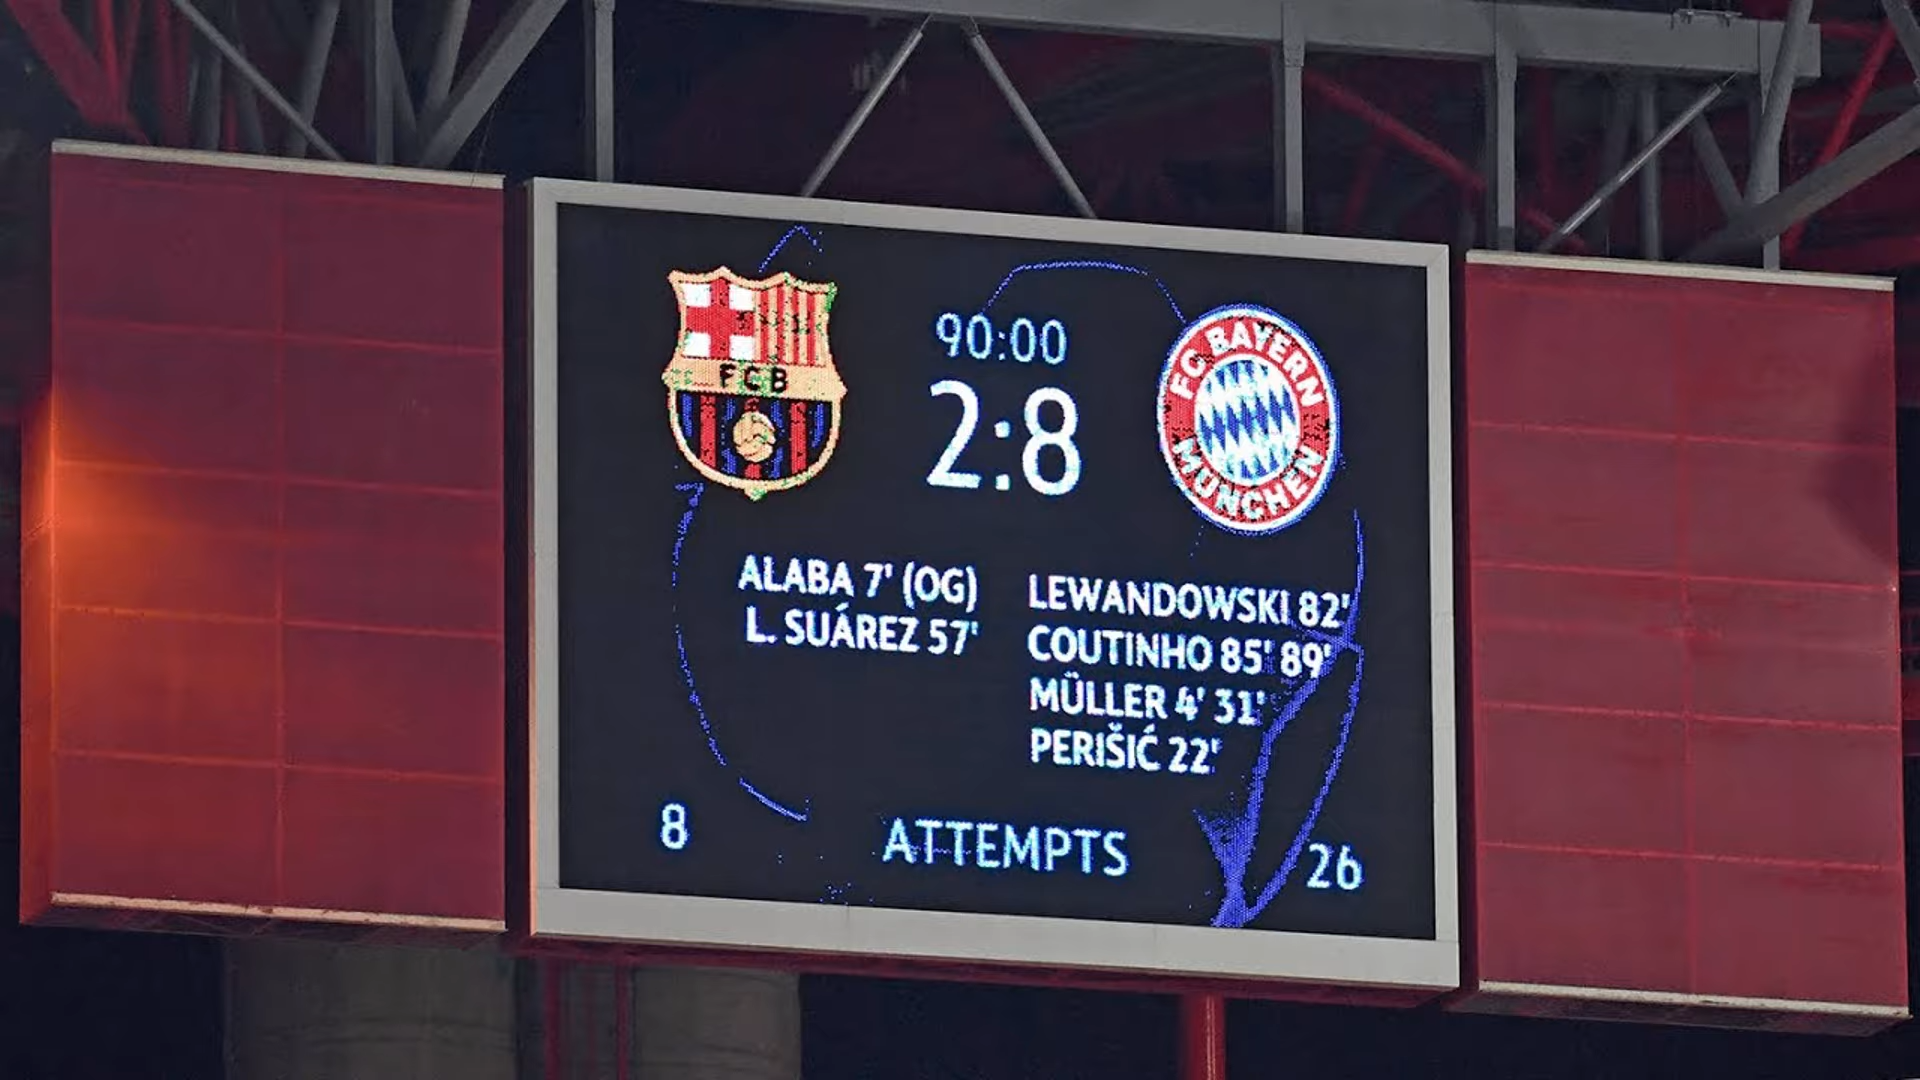 FCB
90:00
2:8
FC BAYERN
MÜNCHEN
ALABA 7' (OG)
L. SUÁREZ 57'
LEWANDOWSKI 82'
COUTINHO 85' 89'
MÜLLER 4' 31'
PERIŠIĆ 22'
8 ATTEMPTS 26